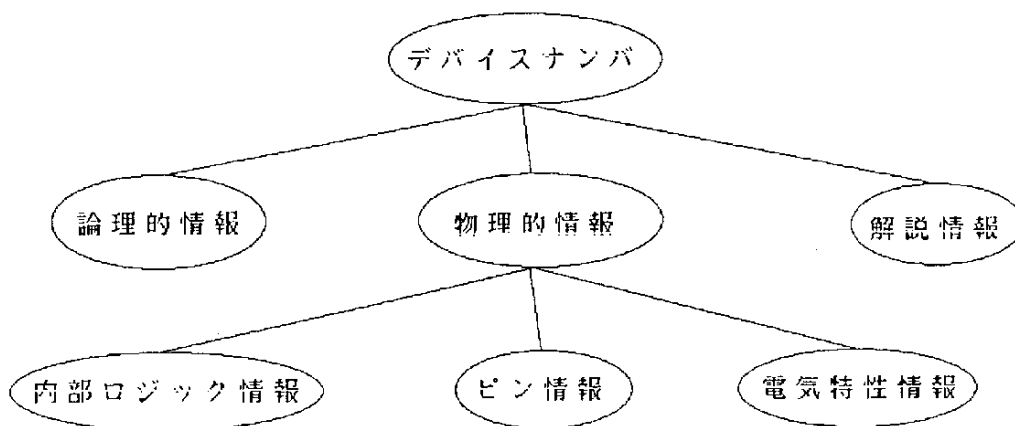 デバイスナンバ
論理的情報
物理的情報
解説情報
内部ロジック情報
ピン情報
電気特性情報